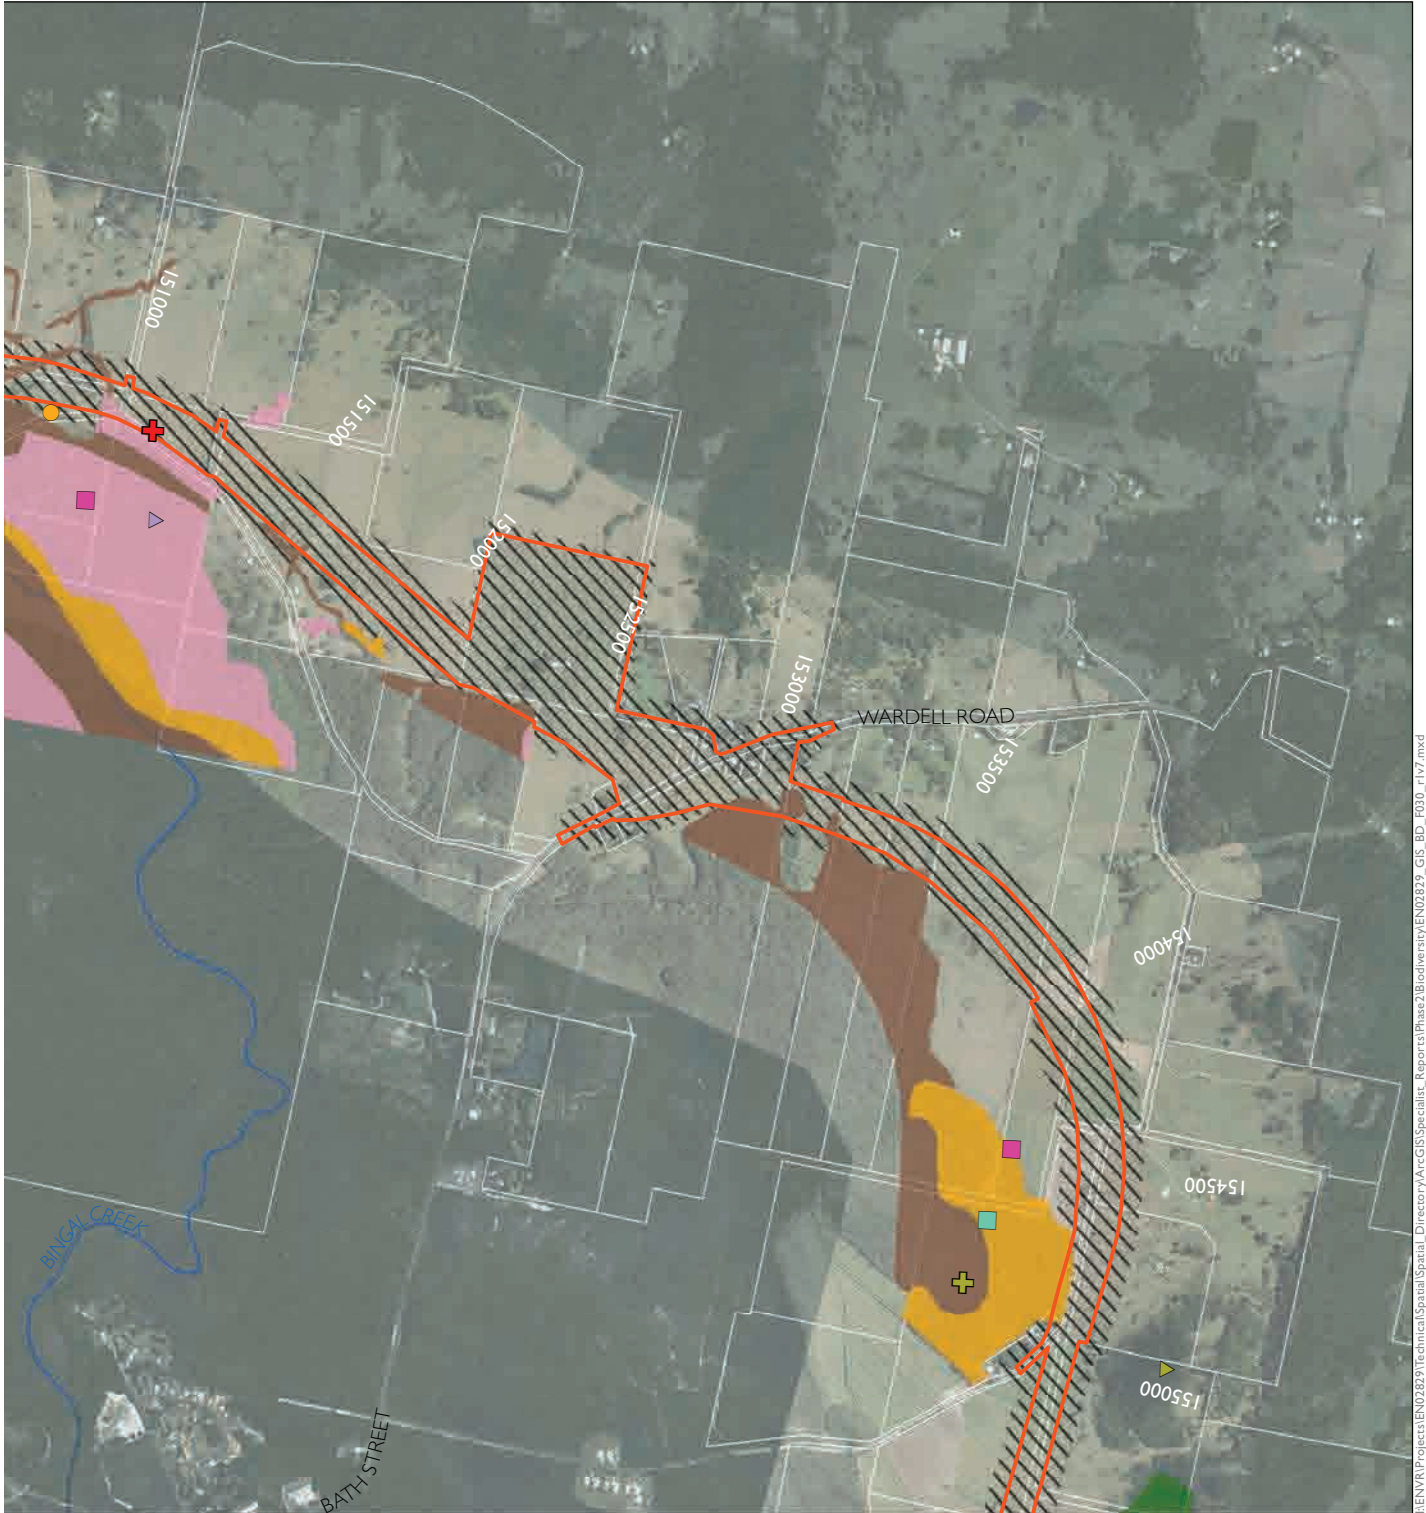 151000
151500
152000
152500
153000
WARDELL ROAD
153500
154000
154500
155000
BINGAL CREEK
BATH STREET
I:\ENVR\Projects\EN02829\Technical\Spatial\Spatial_Directory\ArcGIS\Specialist_Reports\Phase2\Biodiversity\EN02829_GIS_BD_F030_r1v7.mxd